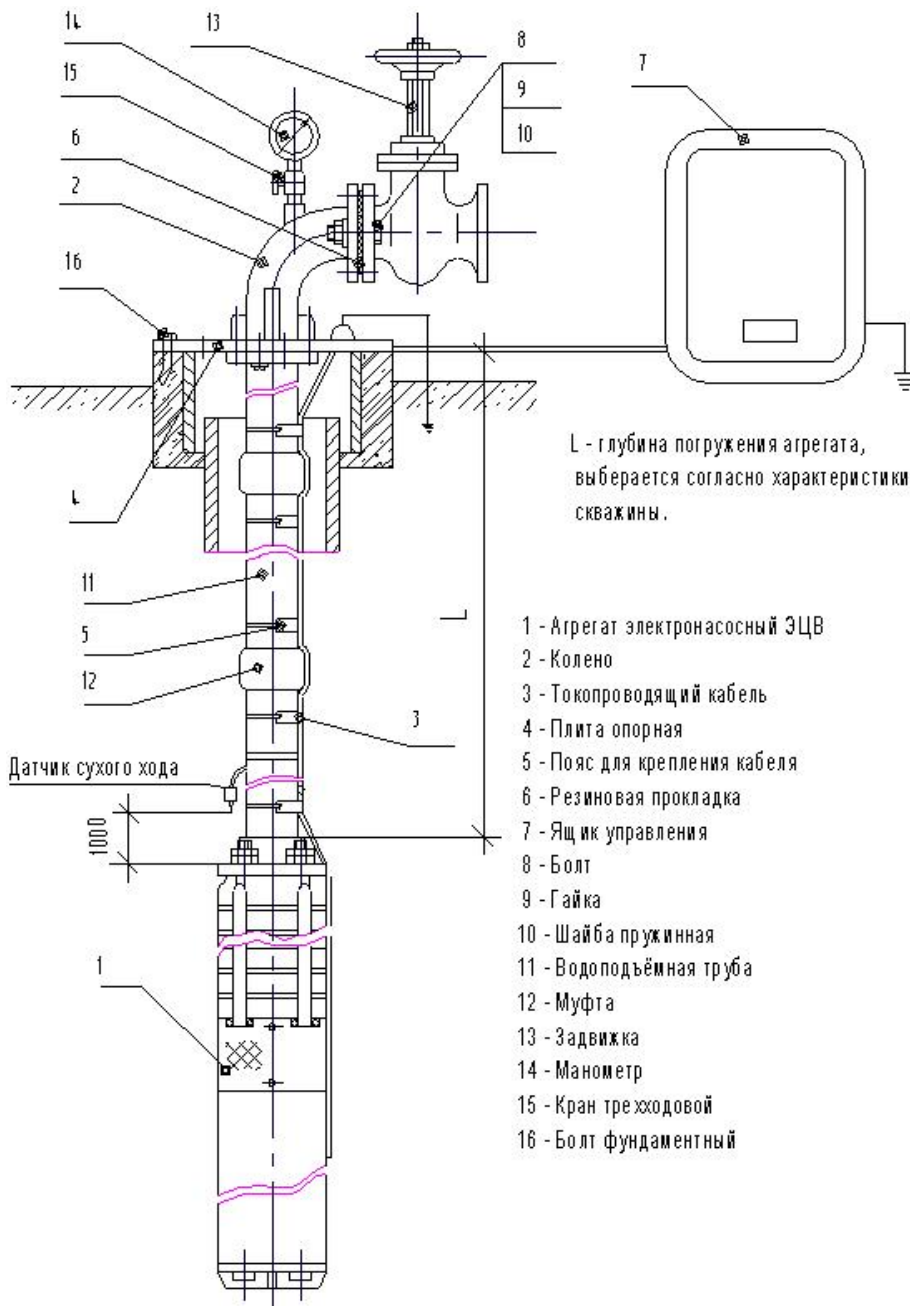 14
13
8
15
9
7
6
10
2
16
4
L - глубина погружения агрегата,
выберается согласно характеристики
скважины.
11
5
12
3
L
Датчик сухого хода
1000
1
1 - Агрегат электронасосный ЭЦВ
2 - Колено
3 - Токопроводящий кабель
4 - Плита опорная
5 - Пояс для крепления кабеля
6 - Резиновая прокладка
7 - Ящик управления
8 - Болт
9 - Гайка
10 - Шайба пружинная
11 - Водоподъёмная труба
12 - Муфта
13 - Задвижка
14 - Манометр
15 - Кран трехходовой
16 - Болт фундаментный